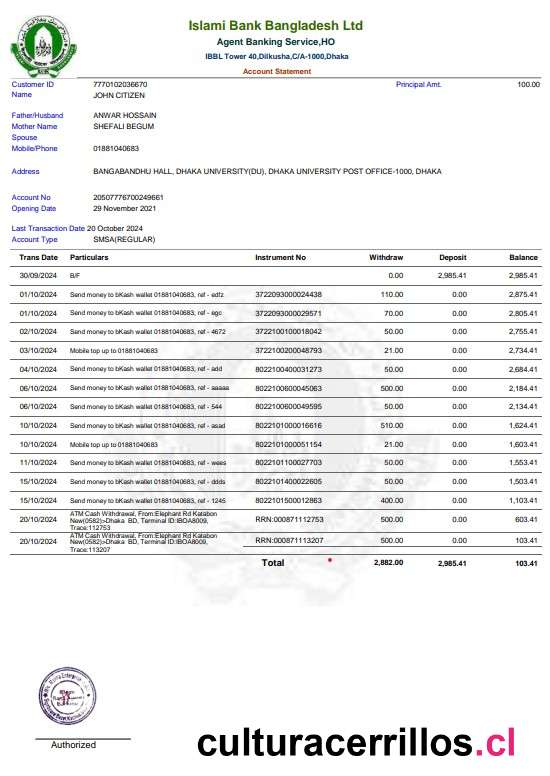 Islami Bank Bangladesh Ltd
Agent Banking Service,HO
IBBL Tower 40,Dilkusha,C/A-1000,Dhaka
Account Statement
Customer ID 7770102036670 Principal Amt. 100.00
Name JOHN CITIZEN
Father/Husband ANWAR HOSSAIN
Mother Name SHEFALI BEGUM
Spouse
Mobile/Phone 01881040683
Address BANGABANDHU HALL, DHAKA UNIVERSITY(DU), DHAKA UNIVERSITY POST OFFICE-1000, DHAKA
Account No 20507776700249661
Opening Date 29 November 2021
Last Transaction Date 20 October 2024
Account Type SMSA(REGULAR)
Trans Date Particulars Instrument No Withdraw Deposit Balance
30/09/2024 B/F 0.00 2,985.41 2,985.41
01/10/2024 Send money to bKash wallet 01881040683, ref - edfz 3722093000024438 110.00 0.00 2,875.41
01/10/2024 Send money to bKash wallet 01881040683, ref - egc 3722093000029571 70.00 0.00 2,805.41
02/10/2024 Send money to bKash wallet 01881040683, ref - 4672 3722100100018042 50.00 0.00 2,755.41
03/10/2024 Mobile top up to 01881040683 3722100200048793 21.00 0.00 2,734.41
04/10/2024 Send money to bKash wallet 01881040683, ref - add 8022100400031273 50.00 0.00 2,684.41
06/10/2024 Send money to bKash wallet 01881040683, ref - aaaaa 8022100600045063 500.00 0.00 2,184.41
06/10/2024 Send money to bKash wallet 01881040683, ref - 544 8022100600049595 50.00 0.00 2,134.41
10/10/2024 Send money to bKash wallet 01881040683, ref - asad 8022101000016616 510.00 0.00 1,624.41
10/10/2024 Mobile top up to 01881040683 8022101000051154 21.00 0.00 1,603.41
11/10/2024 Send money to bKash wallet 01881040683, ref - wees 8022101100027703 50.00 0.00 1,553.41
15/10/2024 Send money to bKash wallet 01881040683, ref - ddds 8022101400022605 50.00 0.00 1,503.41
15/10/2024 Send money to bKash wallet 01881040683, ref - 1245 8022101500012863 400.00 0.00 1,103.41
20/10/2024 ATM Cash Withdrawal, From:Elephant Rd Katabon
New(0582)>Dhaka BD, Terminal ID:IBOA8009,
Trace:112753 RRN:000871112753 500.00 0.00 603.41
20/10/2024 ATM Cash Withdrawal, From:Elephant Rd Katabon
New(0582)>Dhaka BD, Terminal ID:IBOA8009,
Trace:113207 RRN:000871113207 500.00 0.00 103.41
Total * 2,882.00 2,985.41 103.41
Authorized
culturacerrillos.cl